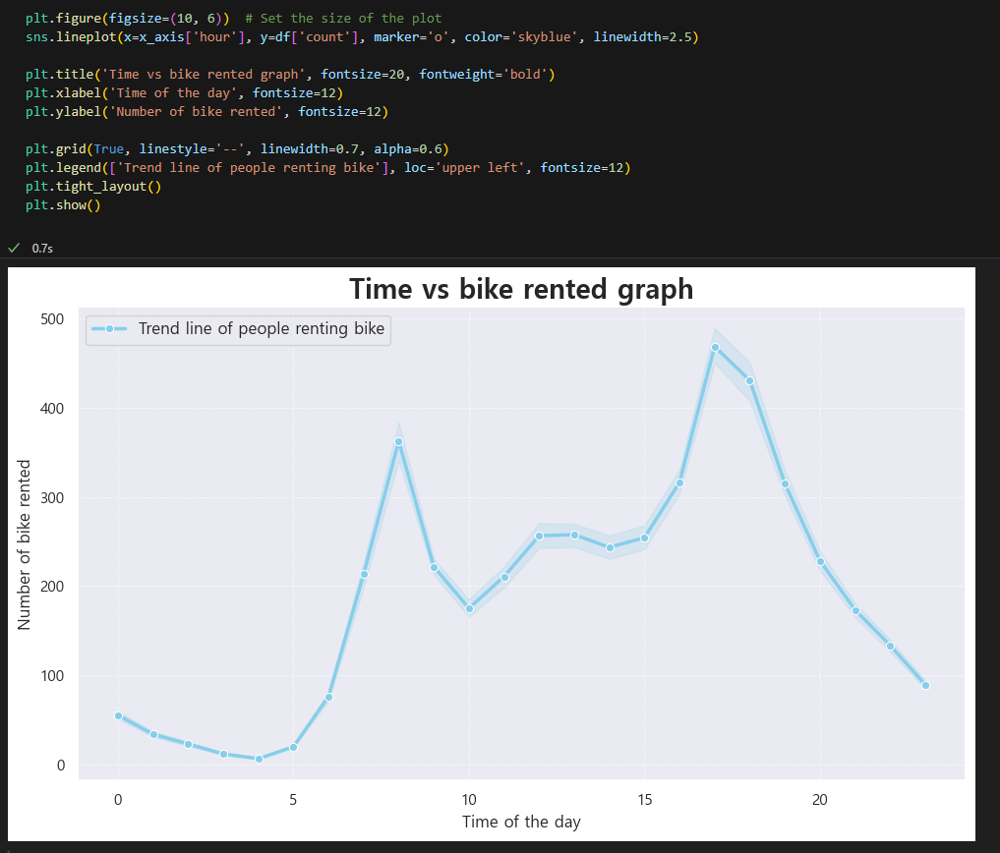 plt.figure(figsize=(10, 6))  # Set the size of the plot
sns.lineplot(x=x_axis['hour'], y=df['count'], marker='o', color='skyblue', linewidth=2.5)
plt.title('Time vs bike rented graph', fontsize=20, fontweight='bold')
plt.xlabel('Time of the day', fontsize=12)
plt.ylabel('Number of bike rented', fontsize=12)
plt.grid(True, linestyle='--', linewidth=0.7, alpha=0.6)
plt.legend(['Trend line of people renting bike'], loc='upper left', fontsize=12)
plt.tight_layout()
plt.show()
0.7s
Time vs bike rented graph
Trend line of people renting bike
Number of bike rented
500
400
300
200
100
0
0 5 10 15 20
Time of the day